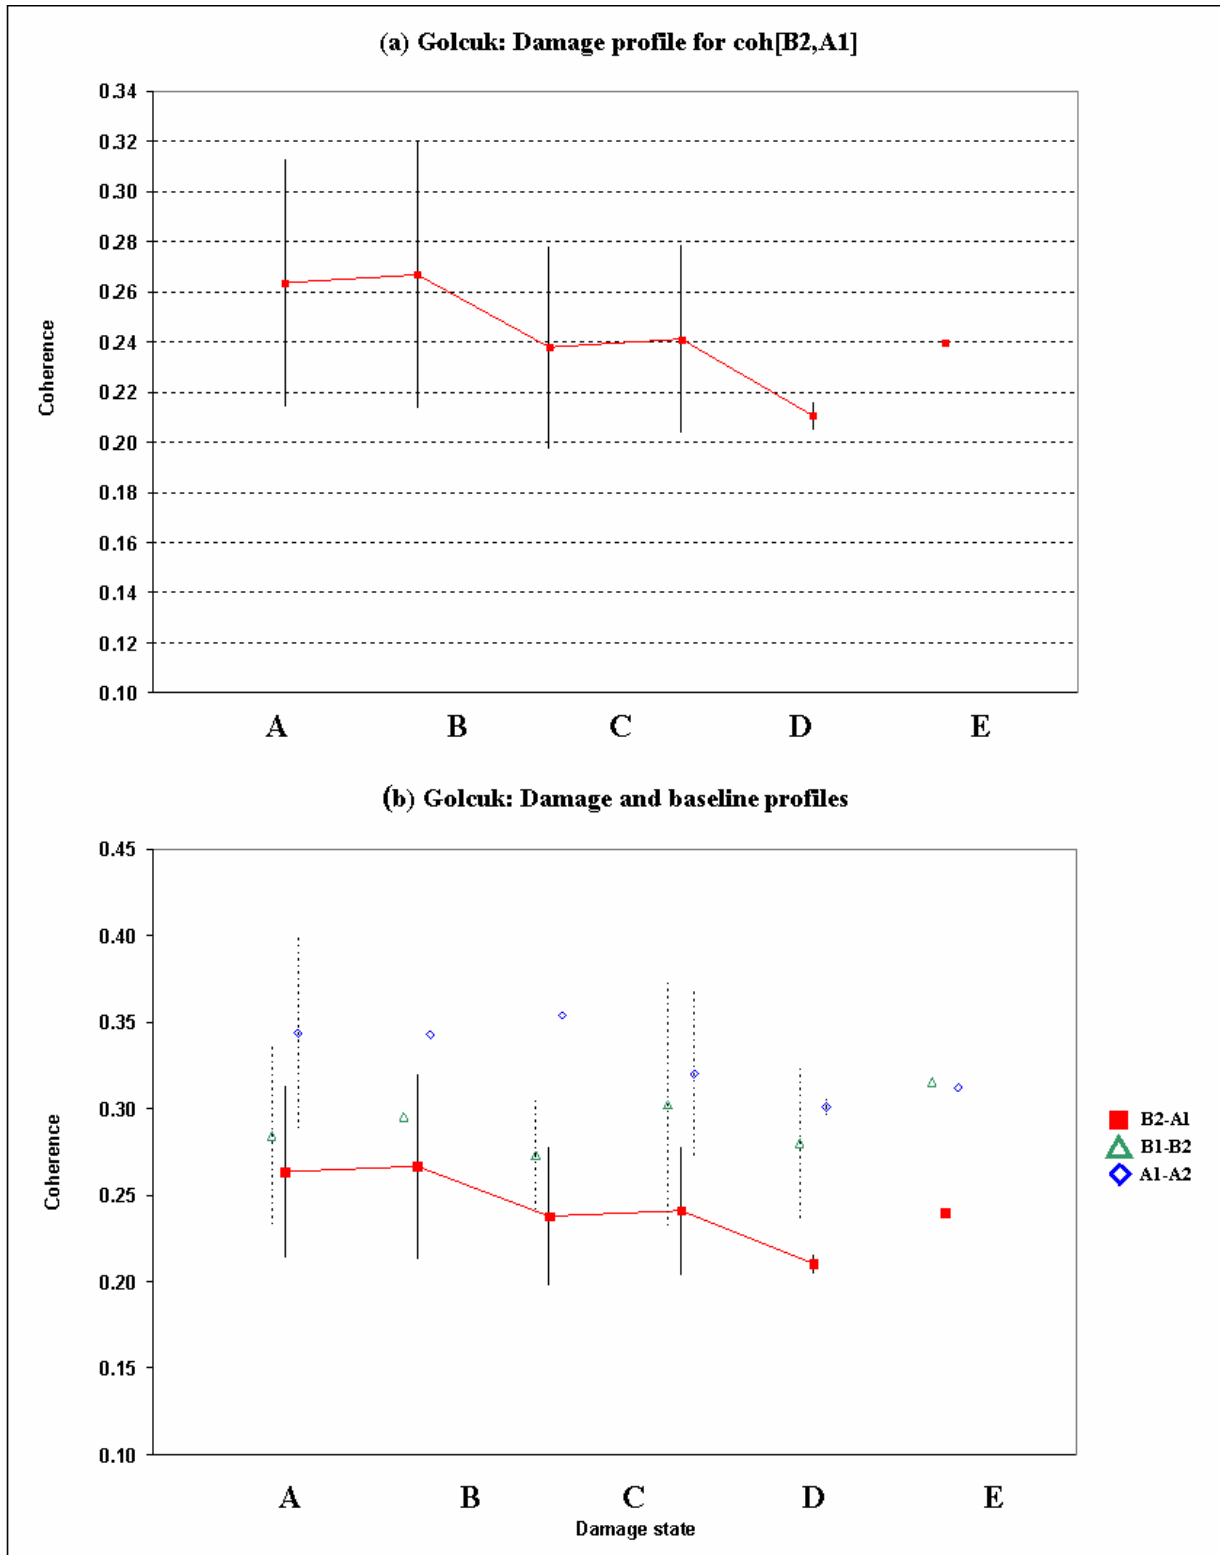 (a) Golcuk: Damage profile for coh[B2,A1]
0.34
0.32
0.30
0.28
0.26
0.24
0.22
0.20
0.18
0.16
0.14
0.12
0.10
Coherence
A B C D E
(b) Golcuk: Damage and baseline profiles
0.45
0.40
0.35
0.30
0.25
0.20
0.15
0.10
Coherence
B2-A1
B1-B2
A1-A2
A B C D E
Damage state